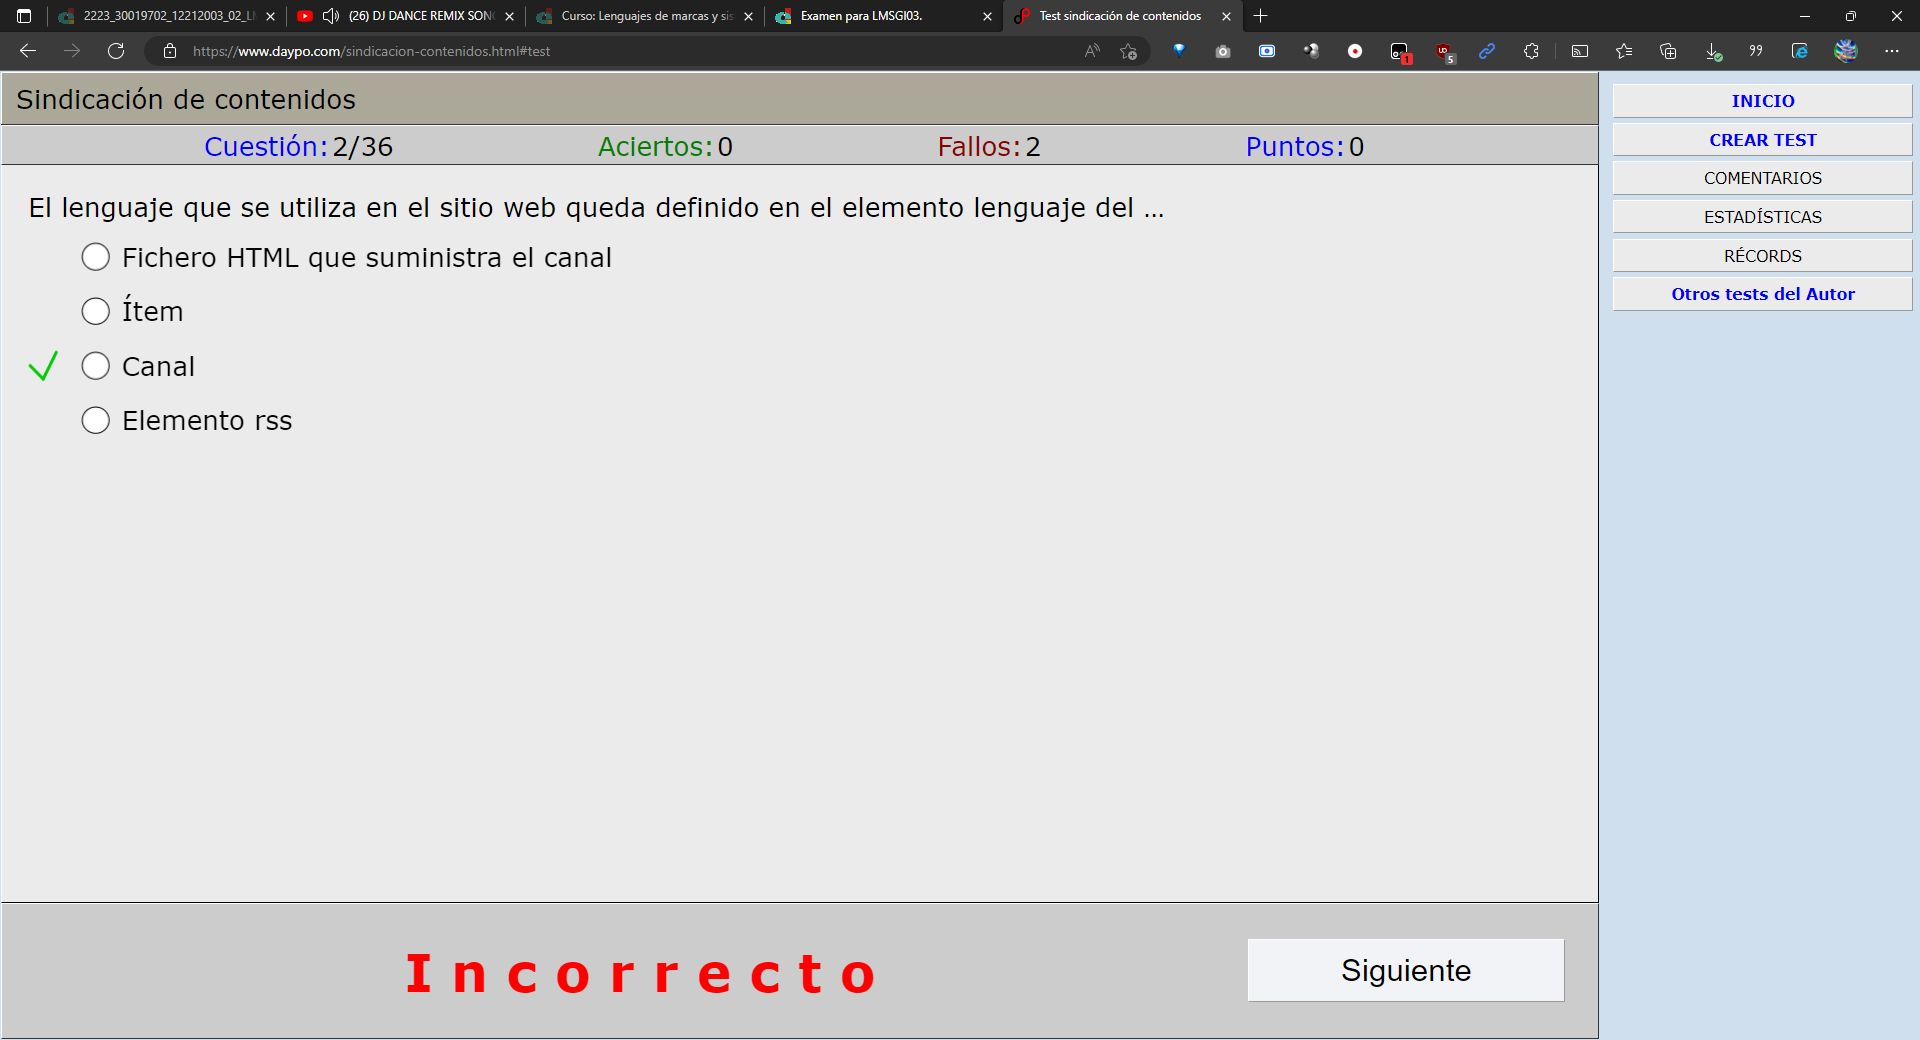 2223_30019702_12212003_02_L
(26) DJ DANCE REMIX SON
Curso: Lenguajes de marcas y sis
Examen para LMSGI03.
Test sindicación de contenidos
https://www.daypo.com/sindicacion-contenidos.html#test
Sindicación de contenidos
Cuestión: 2/36 Aciertos: 0 Fallos: 2 Puntos: 0
El lenguaje que se utiliza en el sitio web queda definido en el elemento lenguaje del ...
Fichero HTML que suministra el canal
Ítem
Canal
Elemento rss
Incorrecto
Siguiente
INICIO
CREAR TEST
COMENTARIOS
ESTADÍSTICAS
RÉCORDS
Otros tests del Autor